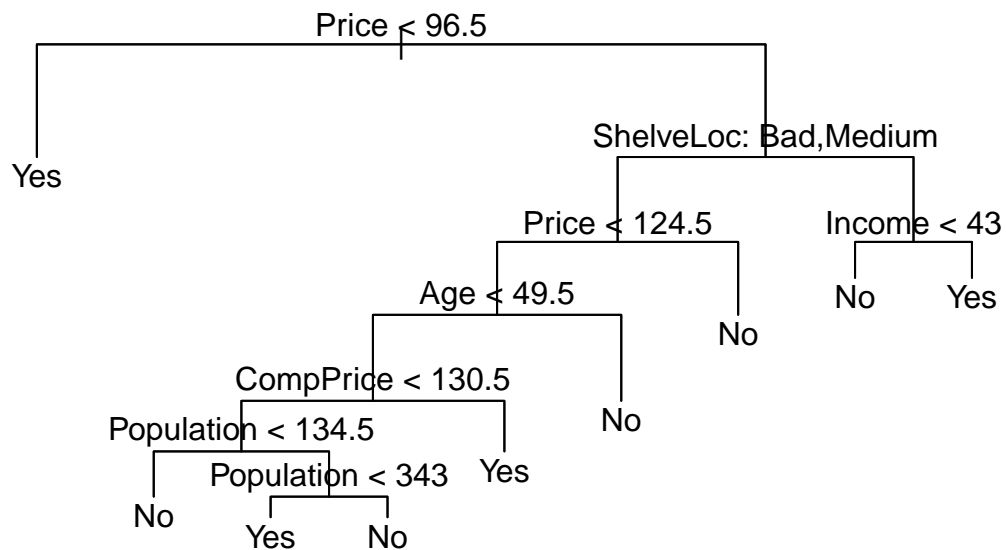 Price < 96.5
ShelveLoc: Bad,Medium
Yes
Price < 124.5
Income < 43
Age < 49.5
No
Yes
No
CompPrice < 130.5
No
Population < 134.5
Population < 343
Yes
No
Yes
No